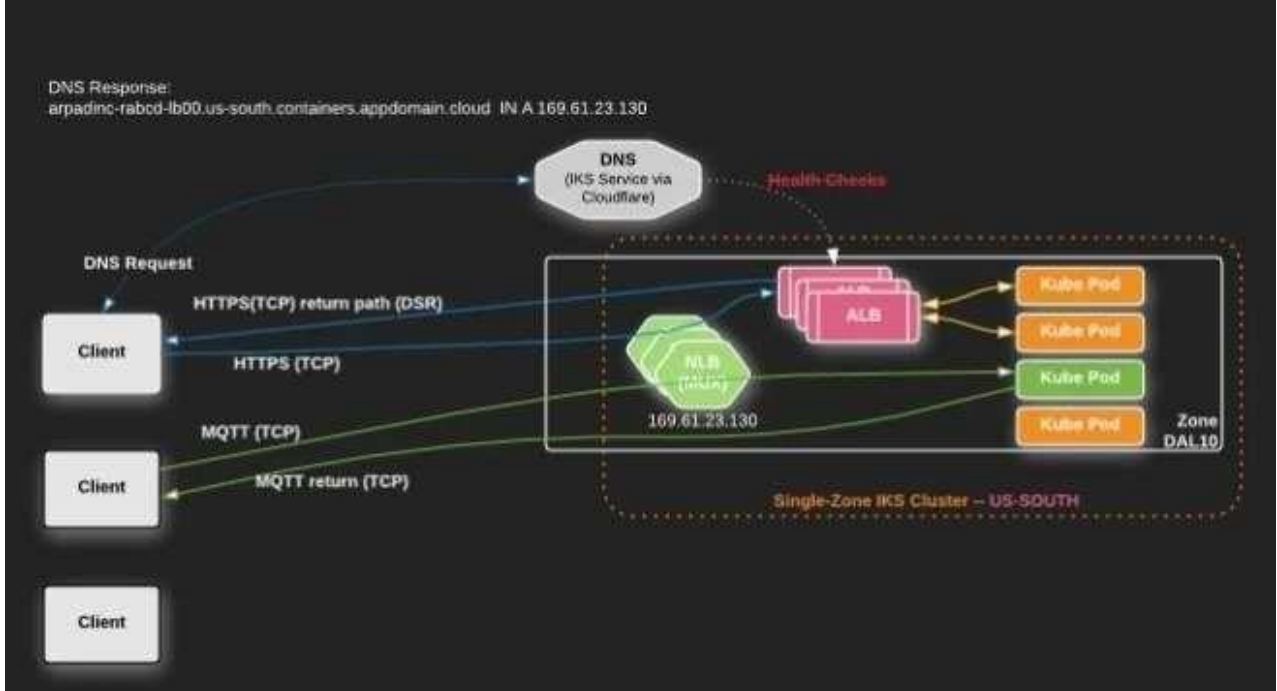 DNS Response:
arpadinc-rabcd-lb00.us-south.containers.appdomain.cloud IN A 169.61.23.130
DNS
(IKS Service via
Cloudflare)
Health Checks
DNS Request
HTTPS(TCP) return path (DSR)
Client
HTTPS (TCP)
ALB
ALB
Kube Pod
Kube Pod
NLB
(MUX)
Kube Pod
169.61.23.130
Kube Pod
Zone
DAL10
MQTT (TCP)
Client
MQTT return (TCP)
Single-Zone IKS Cluster -- US-SOUTH
Client